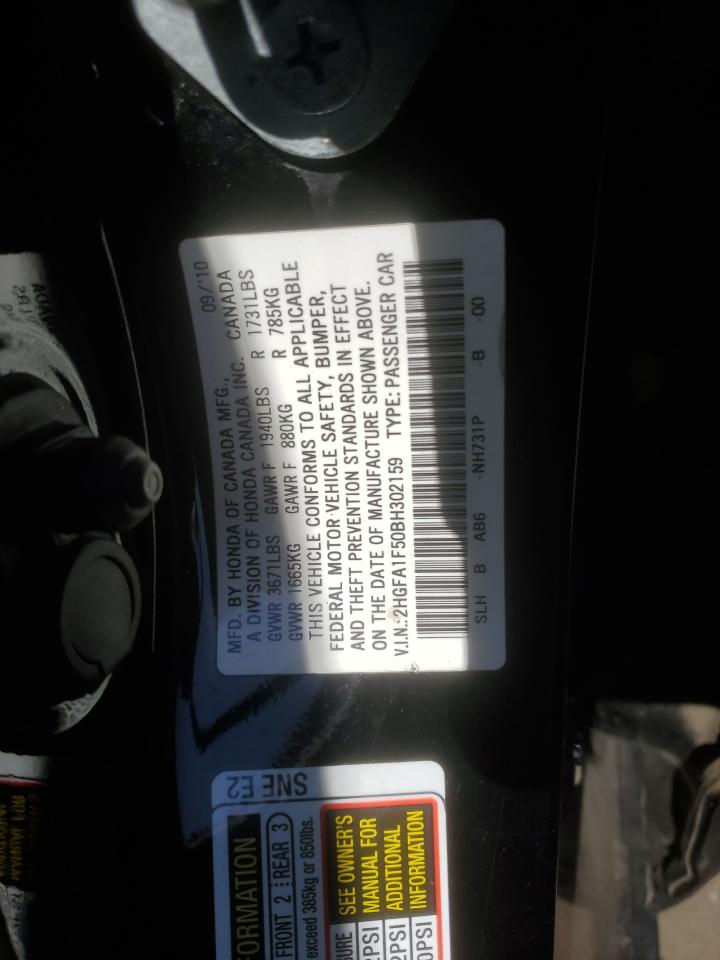 09/'10
MFD. BY HONDA OF CANADA MFG.,
A DIVISION OF HONDA CANADA INC. CANADA
GVWR 3671LBS GAWR F 1940LBS R 1731LBS
GVWR 1665KG GAWR F 880KG R 785KG
THIS VEHICLE CONFORMS TO ALL APPLICABLE
FEDERAL MOTOR VEHICLE SAFETY, BUMPER,
AND THEFT PREVENTION STANDARDS IN EFFECT
ON THE DATE OF MANUFACTURE SHOWN ABOVE.
V.I.N.:2HGFA1F50BH302159 TYPE: PASSENGER CAR
SLH B AB6 -NH731P -B -00
SNE E2
FRONT 2 REAR 3
exceed 385kg or 850lbs.
SEE OWNER'S
MANUAL FOR
ADDITIONAL
INFORMATION